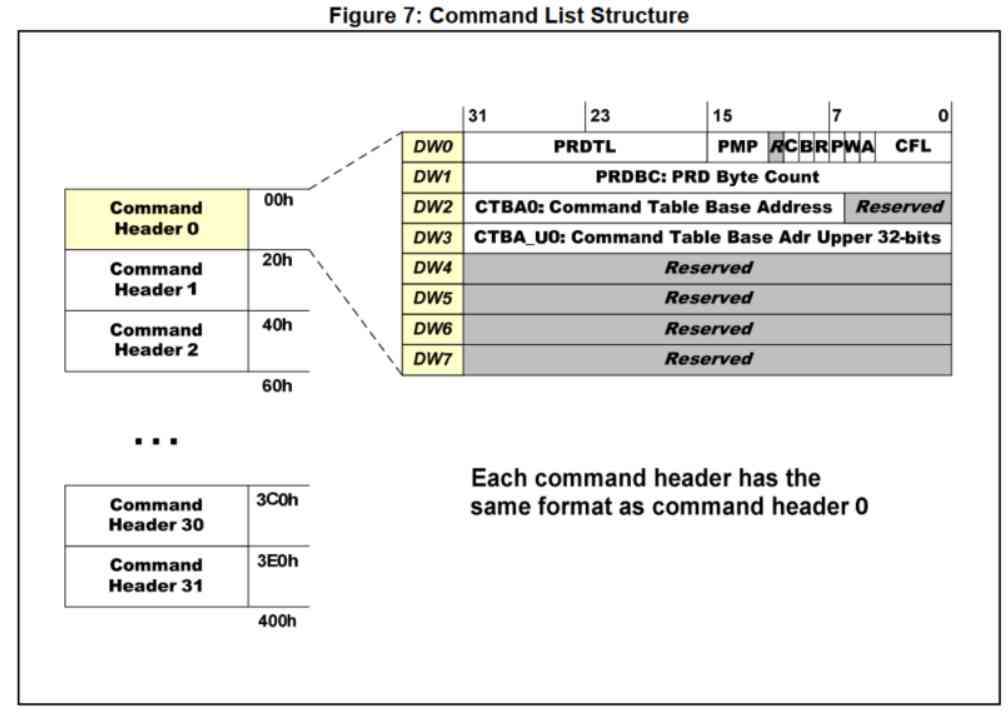 Figure 7: Command List Structure
31 23 15 7 0
DW0 PRDTL PMP R C B R P W A CFL
DW1 PRDBC: PRD Byte Count
DW2 CTBA0: Command Table Base Address Reserved
DW3 CTBA_U0: Command Table Base Adr Upper 32-bits
DW4 Reserved
DW5 Reserved
DW6 Reserved
DW7 Reserved
Command
Header 0
00h
Command
Header 1
20h
Command
Header 2
40h
60h
...
Command
Header 30
3C0h
Command
Header 31
3E0h
400h
Each command header has the
same format as command header 0